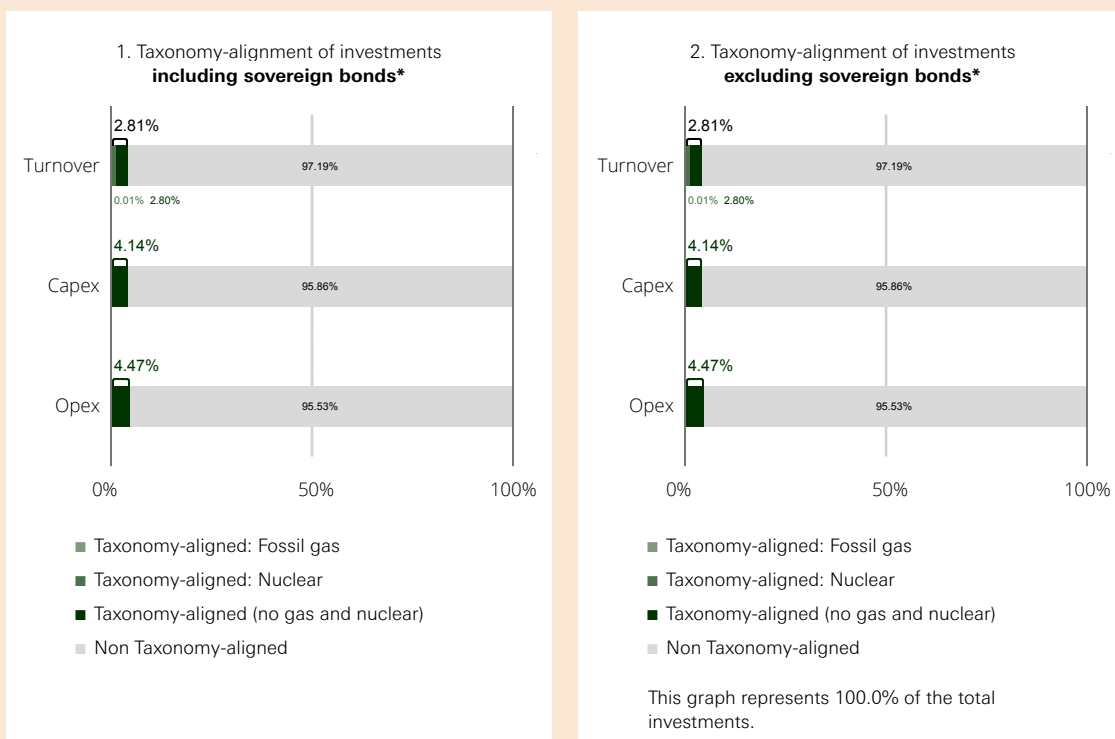 1. Taxonomy-alignment of investments
including sovereign bonds*
2.81%
Turnover
97.19%
0.01% 2.80%
4.14%
Capex
95.86%
4.47%
Opex
95.53%
0% 50% 100%
Taxonomy-aligned: Fossil gas
Taxonomy-aligned: Nuclear
Taxonomy-aligned (no gas and nuclear)
Non Taxonomy-aligned
2. Taxonomy-alignment of investments
excluding sovereign bonds*
2.81%
Turnover
97.19%
0.01% 2.80%
4.14%
Capex
95.86%
4.47%
Opex
95.53%
0% 50% 100%
Taxonomy-aligned: Fossil gas
Taxonomy-aligned: Nuclear
Taxonomy-aligned (no gas and nuclear)
Non Taxonomy-aligned
This graph represents 100.0% of the total
investments.